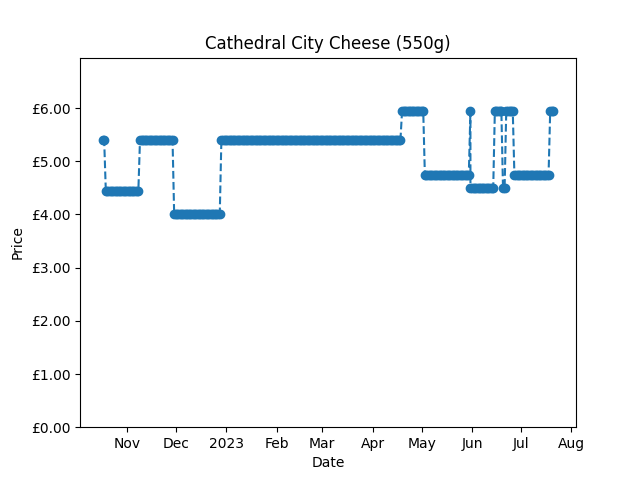 Cathedral City Cheese (550g)
£6.00
£5.00
£4.00
£3.00
£2.00
£1.00
£0.00
Price
Nov Dec 2023 Feb Mar Apr May Jun Jul Aug
Date